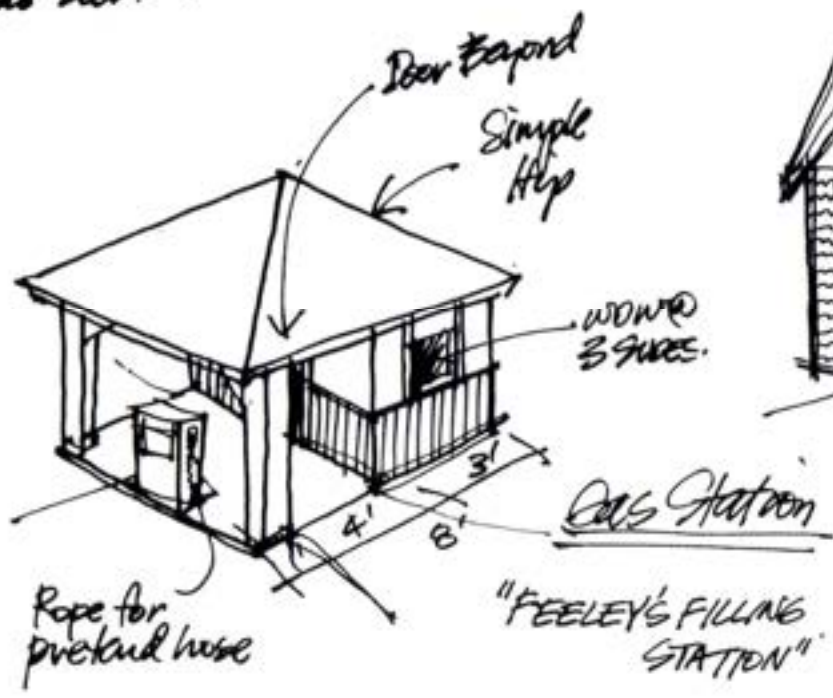 Door Beyond
Simple
Hip
WDW @
3 SIDES.
3'
4'
8'
Gas Station
Rope for
pretend hose
"FEELEY'S FILLING
STATION"